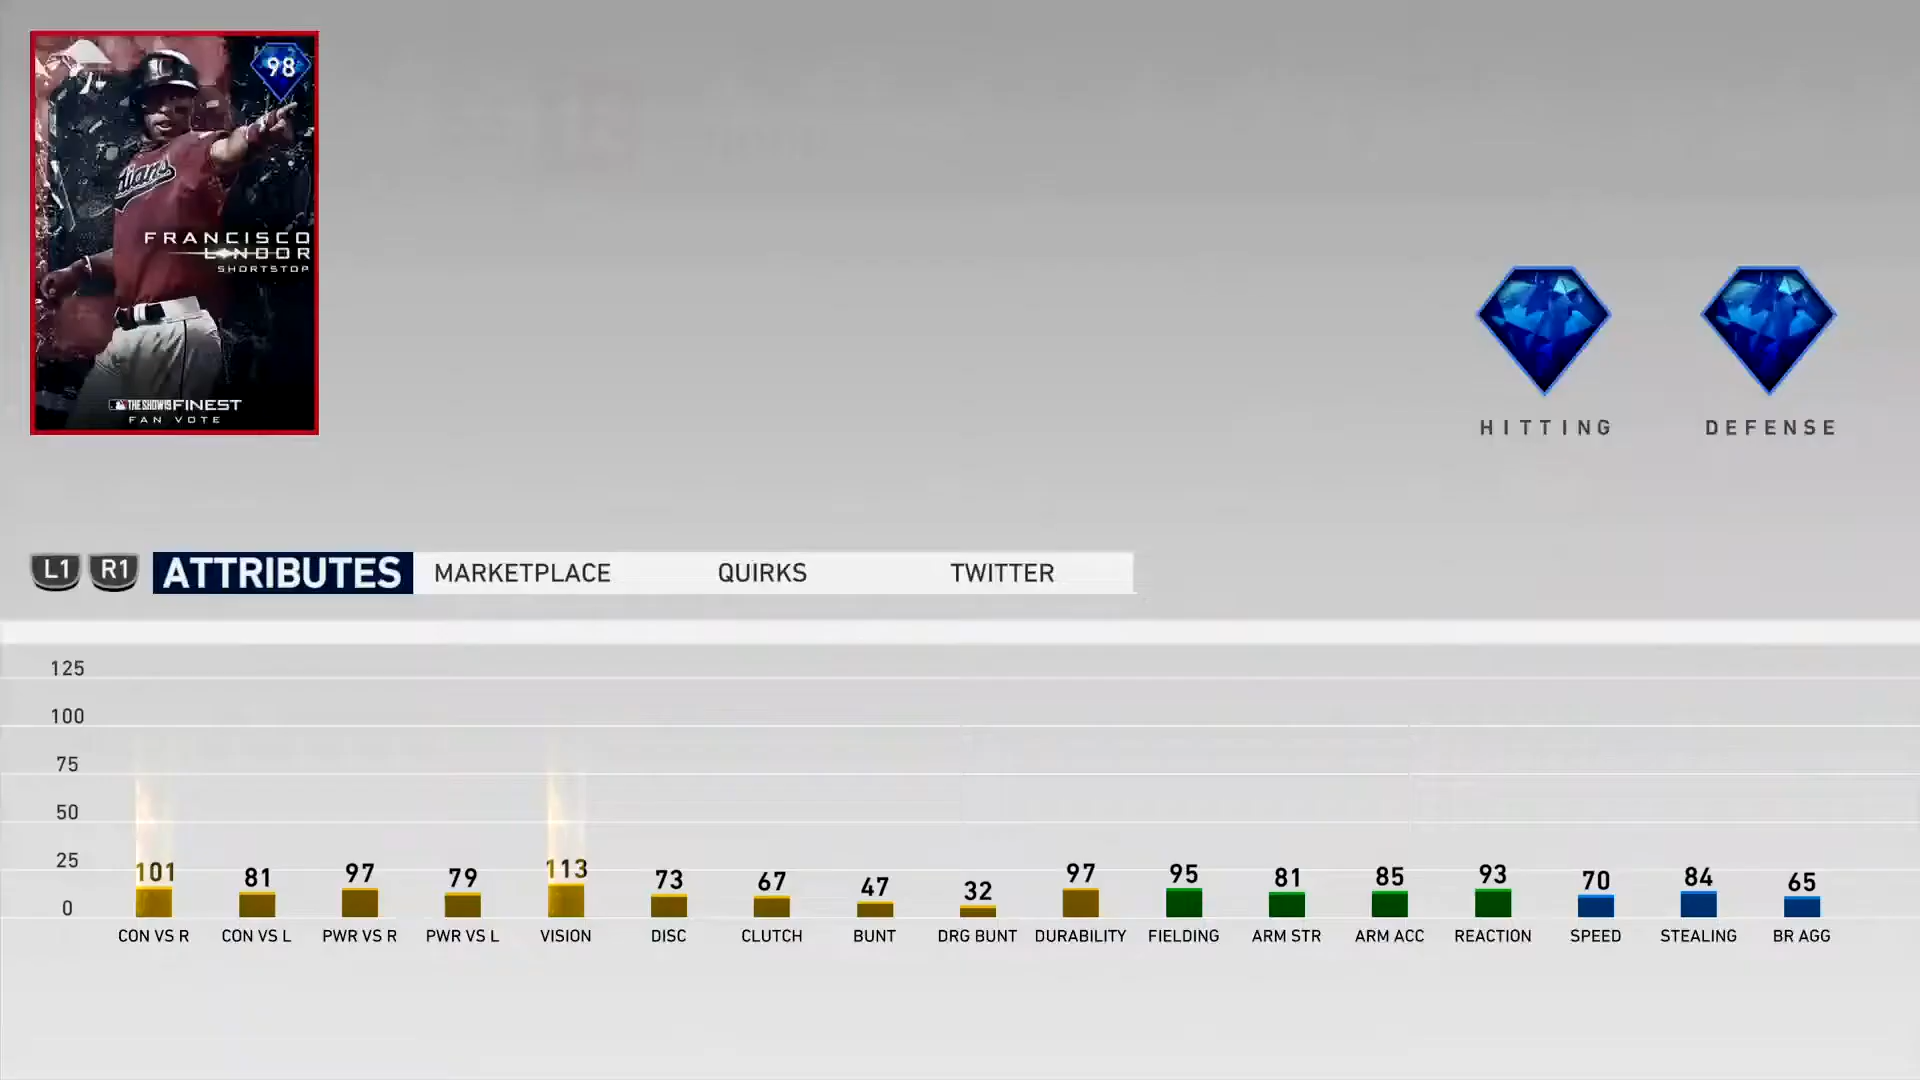 98
Indians
FRANCISCO
LINDOR
SHORTSTOP
THE SHOW19 FINEST
FAN VOTE
HITTING
DEFENSE
L1 R1 ATTRIBUTES MARKETPLACE QUIRKS TWITTER
125
100
75
50
25
0
101 81 97 79 113 73 67 47 32 97 95 81 85 93 70 84 65
CON VS R CON VS L PWR VS R PWR VS L VISION DISC CLUTCH BUNT DRG BUNT DURABILITY FIELDING ARM STR ARM ACC REACTION SPEED STEALING BR AGG